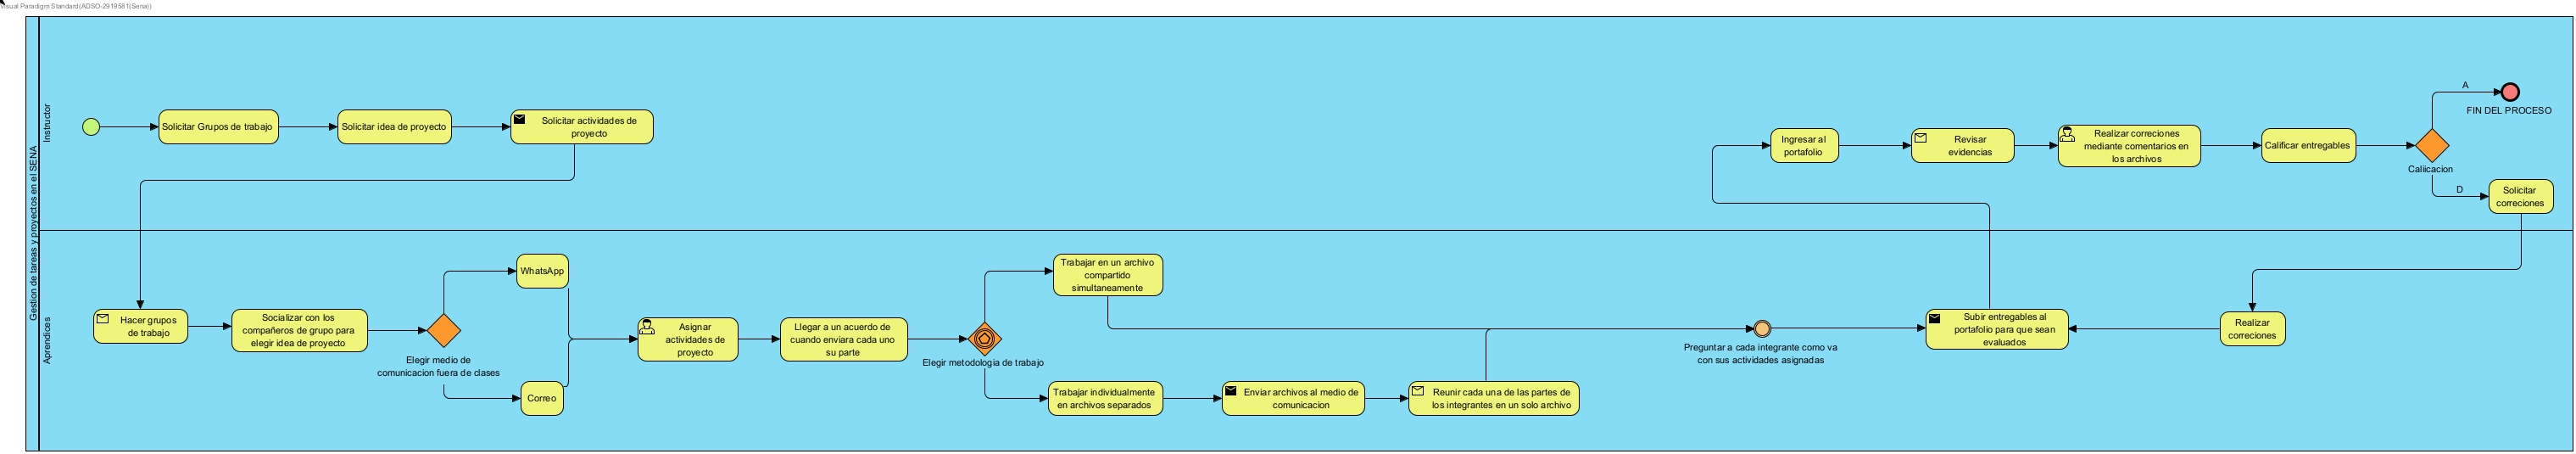 Visual Paradigm Standard(ADSO-2919581(Sena))
Gestion de tareas y proyectos en el SENA
Instructor
Solicitar Grupos de trabajo
Solicitar idea de proyecto
Solicitar actividades de
proyecto
Ingresar al
portafolio
Revisar
evidencias
Realizar correciones
mediante comentarios en
los archivos
Calificar entregables
Caliicacion
A
FIN DEL PROCESO
D
Solicitar
correciones
Aprendices
Hacer grupos
de trabajo
Socializar con los
compañeros de grupo para
elegir idea de proyecto
Elegir medio de
comunicacion fuera de clases
WhatsApp
Correo
Asignar
actividades de
proyecto
Llegar a un acuerdo de
cuando enviara cada uno
su parte
Elegir metodologia de trabajo
Trabajar en un archivo
compartido
simultaneamente
Trabajar individualmente
en archivos separados
Enviar archivos al medio de
comunicacion
Reunir cada una de las partes de
los integrantes en un solo archivo
Preguntar a cada integrante como va
con sus actividades asignadas
Subir entregables al
portafolio para que sean
evaluados
Realizar
correciones